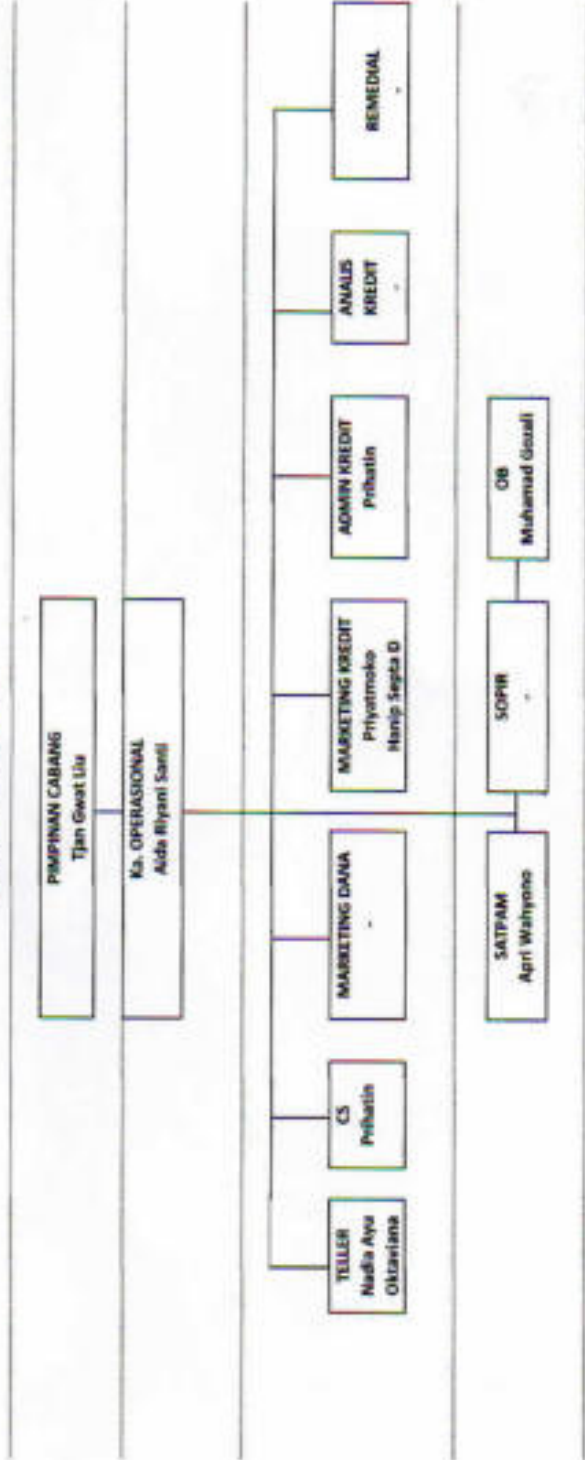 PIMPINAN CABANG
Tjan Gwat Liu
Ka. OPERASIONAL
Aida Riyani Santi
TELLER
Nadia Ayu
Oktaviana
CS
Prihatin
MARKETING DANA
-
MARKETING KREDIT
Priyatmoko
Hanip Septa D
ADMIN KREDIT
Prihatin
ANALIS
KREDIT
-
REMEDIAL
-
SATPAM
Apri Wahyono
SOPIR
-
OB
Muhamad Gozali